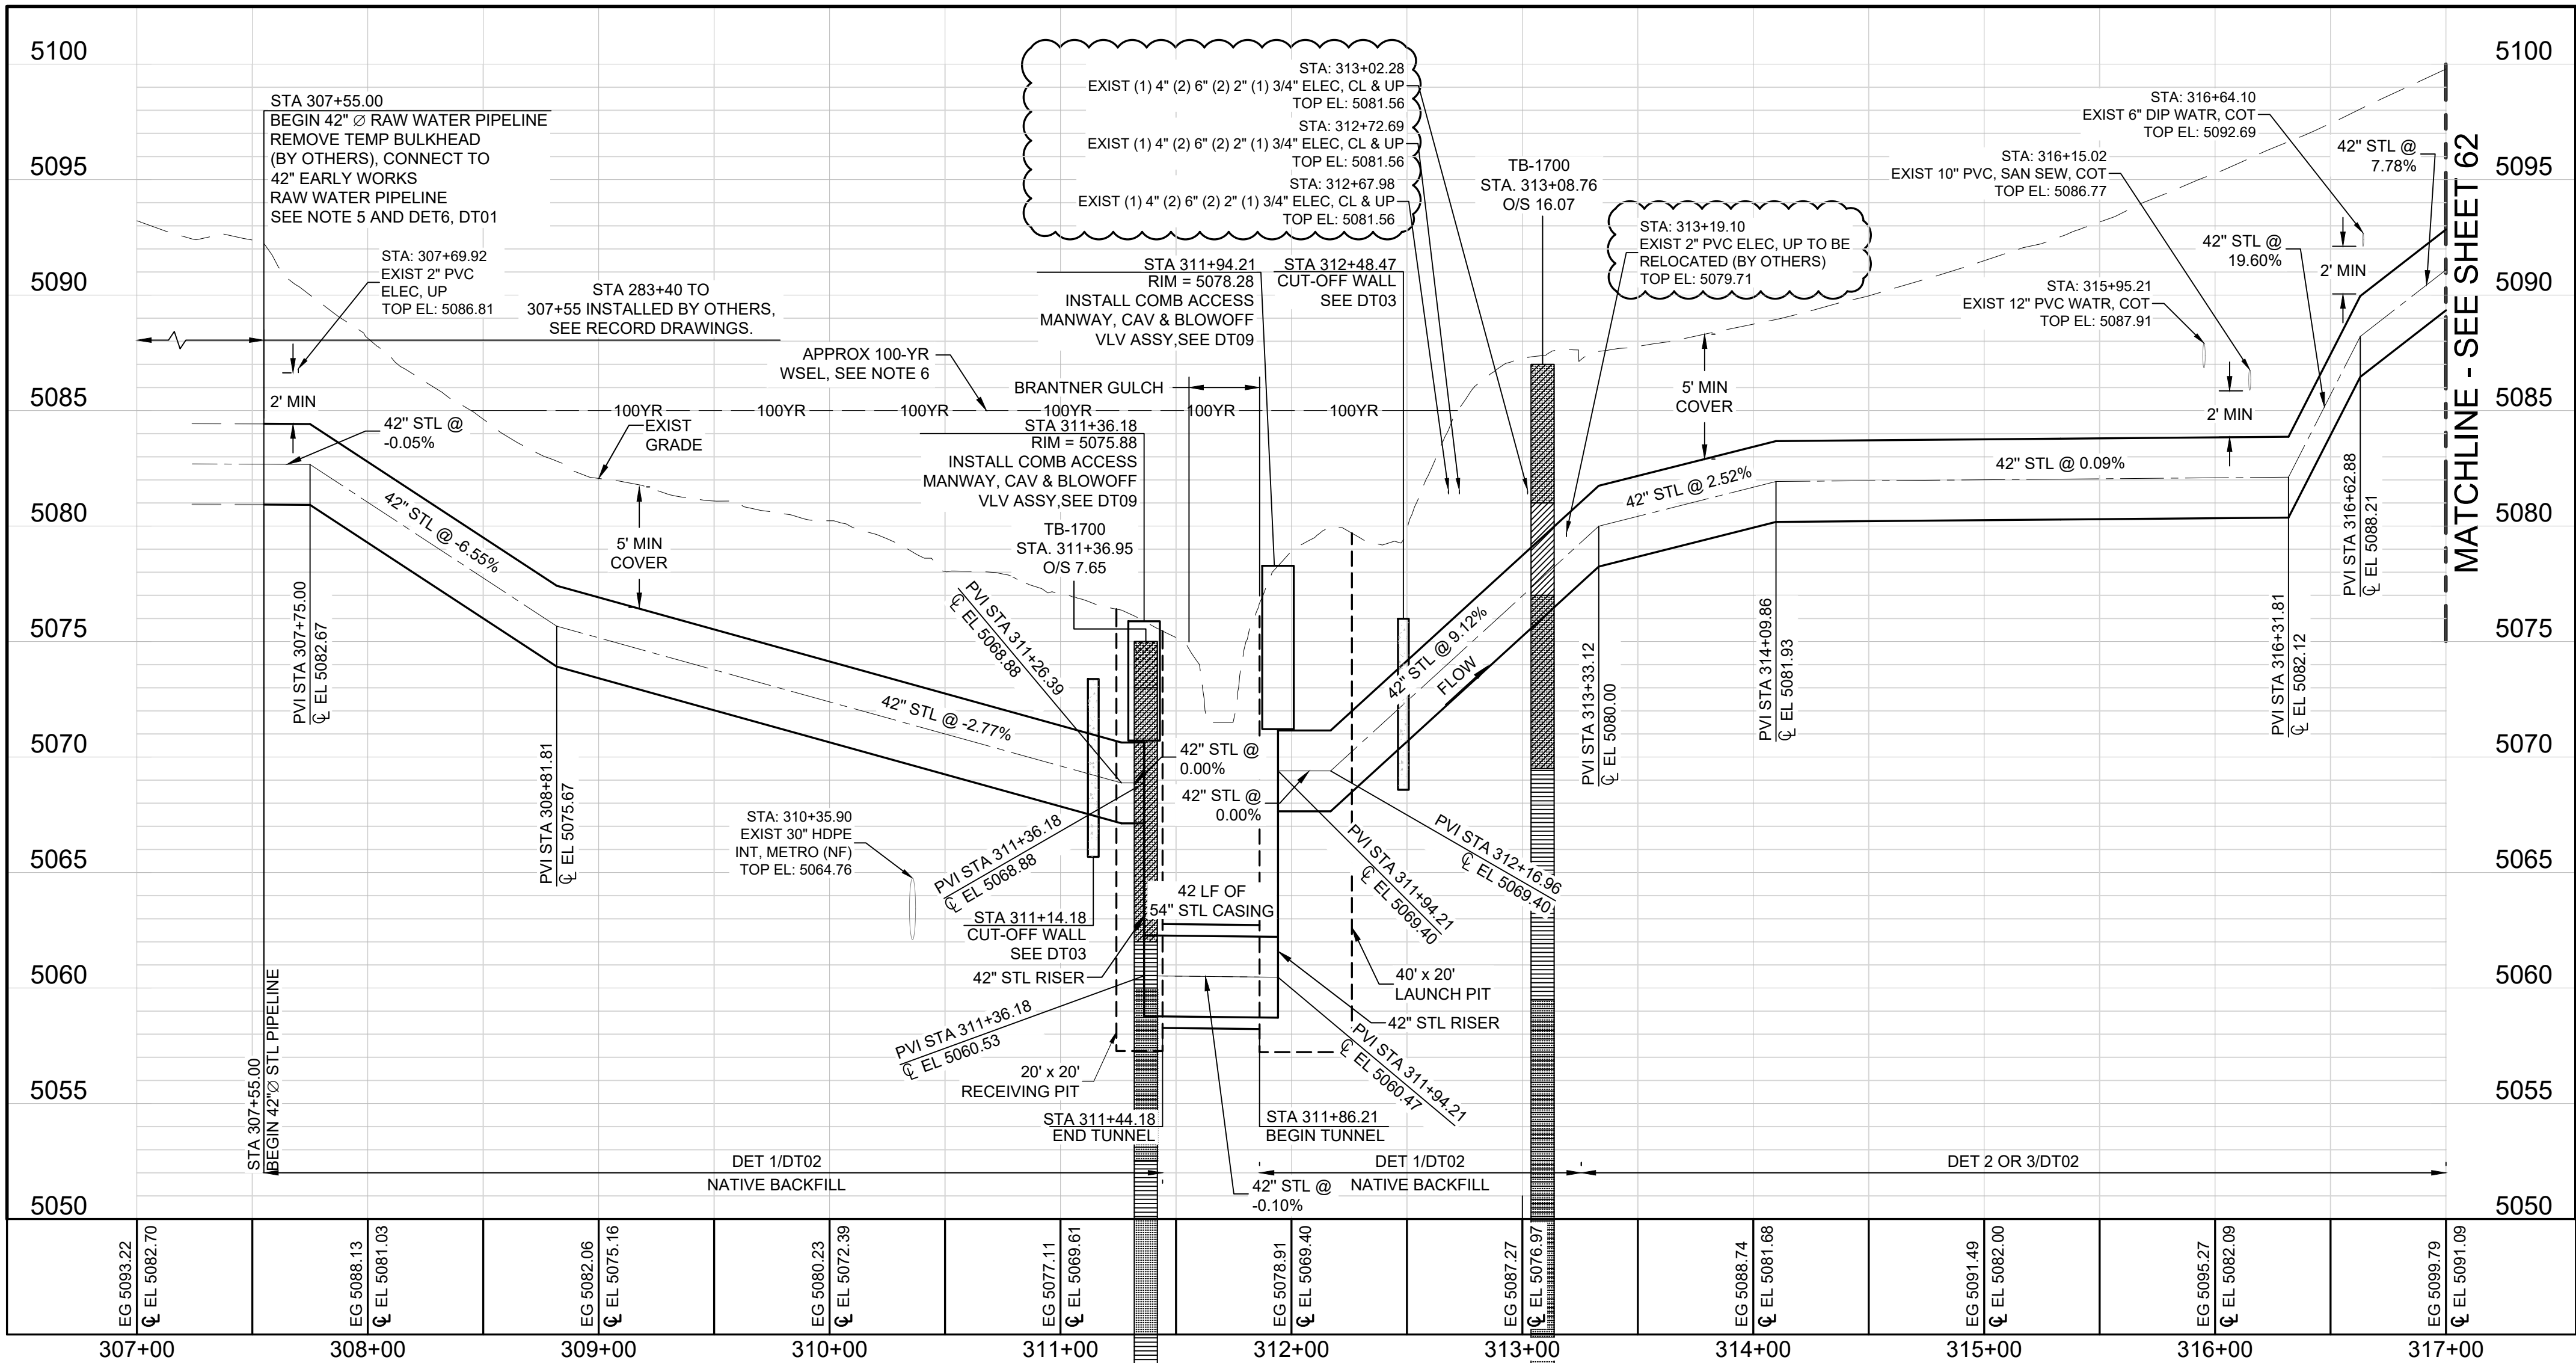 5100
5095
5090
5085
5080
5075
5070
5065
5060
5055
5050
STA 307+55.00
BEGIN 42" Ø RAW WATER PIPELINE
REMOVE TEMP BULKHEAD
(BY OTHERS), CONNECT TO
42" EARLY WORKS
RAW WATER PIPELINE
SEE NOTE 5 AND DET6, DT01
STA: 307+69.92
EXIST 2" PVC
ELEC, UP
TOP EL: 5086.81
STA 283+40 TO
307+55 INSTALLED BY OTHERS,
SEE RECORD DRAWINGS.
2' MIN
42" STL @
-0.05%
42" STL @ -6.55%
PVI STA 307+75.00
℄ EL 5082.67
STA 307+55.00
BEGIN 42"Ø STL PIPELINE
PVI STA 308+81.81
℄ EL 5075.67
APPROX 100-YR
WSEL, SEE NOTE 6
100YR
100YR
100YR
100YR
100YR
100YR
EXIST
GRADE
5' MIN
COVER
42" STL @ -2.77%
STA: 310+35.90
EXIST 30" HDPE
INT, METRO (NF)
TOP EL: 5064.76
BRANTNER GULCH
STA 311+36.18
RIM = 5075.88
INSTALL COMB ACCESS
MANWAY, CAV & BLOWOFF
VLV ASSY,SEE DT09
TB-1700
STA. 311+36.95
O/S 7.65
PVI STA 311+26.39
℄ EL 5068.88
PVI STA 311+36.18
℄ EL 5068.88
STA 311+14.18
CUT-OFF WALL
SEE DT03
42" STL RISER
PVI STA 311+36.18
℄ EL 5060.53
20' x 20'
RECEIVING PIT
STA 311+44.18
END TUNNEL
STA: 313+02.28
EXIST (1) 4" (2) 6" (2) 2" (1) 3/4" ELEC, CL & UP
TOP EL: 5081.56
STA: 312+72.69
EXIST (1) 4" (2) 6" (2) 2" (1) 3/4" ELEC, CL & UP
TOP EL: 5081.56
STA: 312+67.98
EXIST (1) 4" (2) 6" (2) 2" (1) 3/4" ELEC, CL & UP
TOP EL: 5081.56
STA 311+94.21
RIM = 5078.28
INSTALL COMB ACCESS
MANWAY, CAV & BLOWOFF
VLV ASSY,SEE DT09
STA 312+48.47
CUT-OFF WALL
SEE DT03
TB-1700
STA. 313+08.76
O/S 16.07
STA: 313+19.10
EXIST 2" PVC ELEC, UP TO BE
RELOCATED (BY OTHERS)
TOP EL: 5079.71
42" STL @
0.00%
42" STL @
0.00%
42 LF OF
54" STL CASING
42" STL @ 9.12%
FLOW
PVI STA 312+16.96
℄ EL 5069.40
PVI STA 311+94.21
℄ EL 5069.40
40' x 20'
LAUNCH PIT
42" STL RISER
PVI STA 311+94.21
℄ EL 5060.47
STA 311+86.21
BEGIN TUNNEL
42" STL @
-0.10%
DET 1/DT02
NATIVE BACKFILL
DET 1/DT02
NATIVE BACKFILL
DET 2 OR 3/DT02
PVI STA 313+33.12
℄ EL 5080.00
42" STL @ 2.52%
5' MIN
COVER
PVI STA 314+09.86
℄ EL 5081.93
42" STL @ 0.09%
STA: 316+64.10
EXIST 6" DIP WATR, COT
TOP EL: 5092.69
STA: 316+15.02
EXIST 10" PVC, SAN SEW, COT
TOP EL: 5086.77
STA: 315+95.21
EXIST 12" PVC WATR, COT
TOP EL: 5087.91
42" STL @
19.60%
42" STL @
7.78%
2' MIN
2' MIN
PVI STA 316+31.81
℄ EL 5082.12
PVI STA 316+62.88
℄ EL 5088.21
MATCHLINE - SEE SHEET 62
5100
5095
5090
5085
5080
5075
5070
5065
5060
5055
5050
EG 5093.22
℄ EL 5082.70
EG 5088.13
℄ EL 5081.03
EG 5082.06
℄ EL 5075.16
EG 5080.23
℄ EL 5072.39
EG 5077.11
℄ EL 5069.61
EG 5078.91
℄ EL 5069.40
EG 5087.27
℄ EL 5076.97
EG 5088.74
℄ EL 5081.68
EG 5091.49
℄ EL 5082.00
EG 5095.27
℄ EL 5082.09
EG 5099.79
℄ EL 5091.09
307+00
308+00
309+00
310+00
311+00
312+00
313+00
314+00
315+00
316+00
317+00